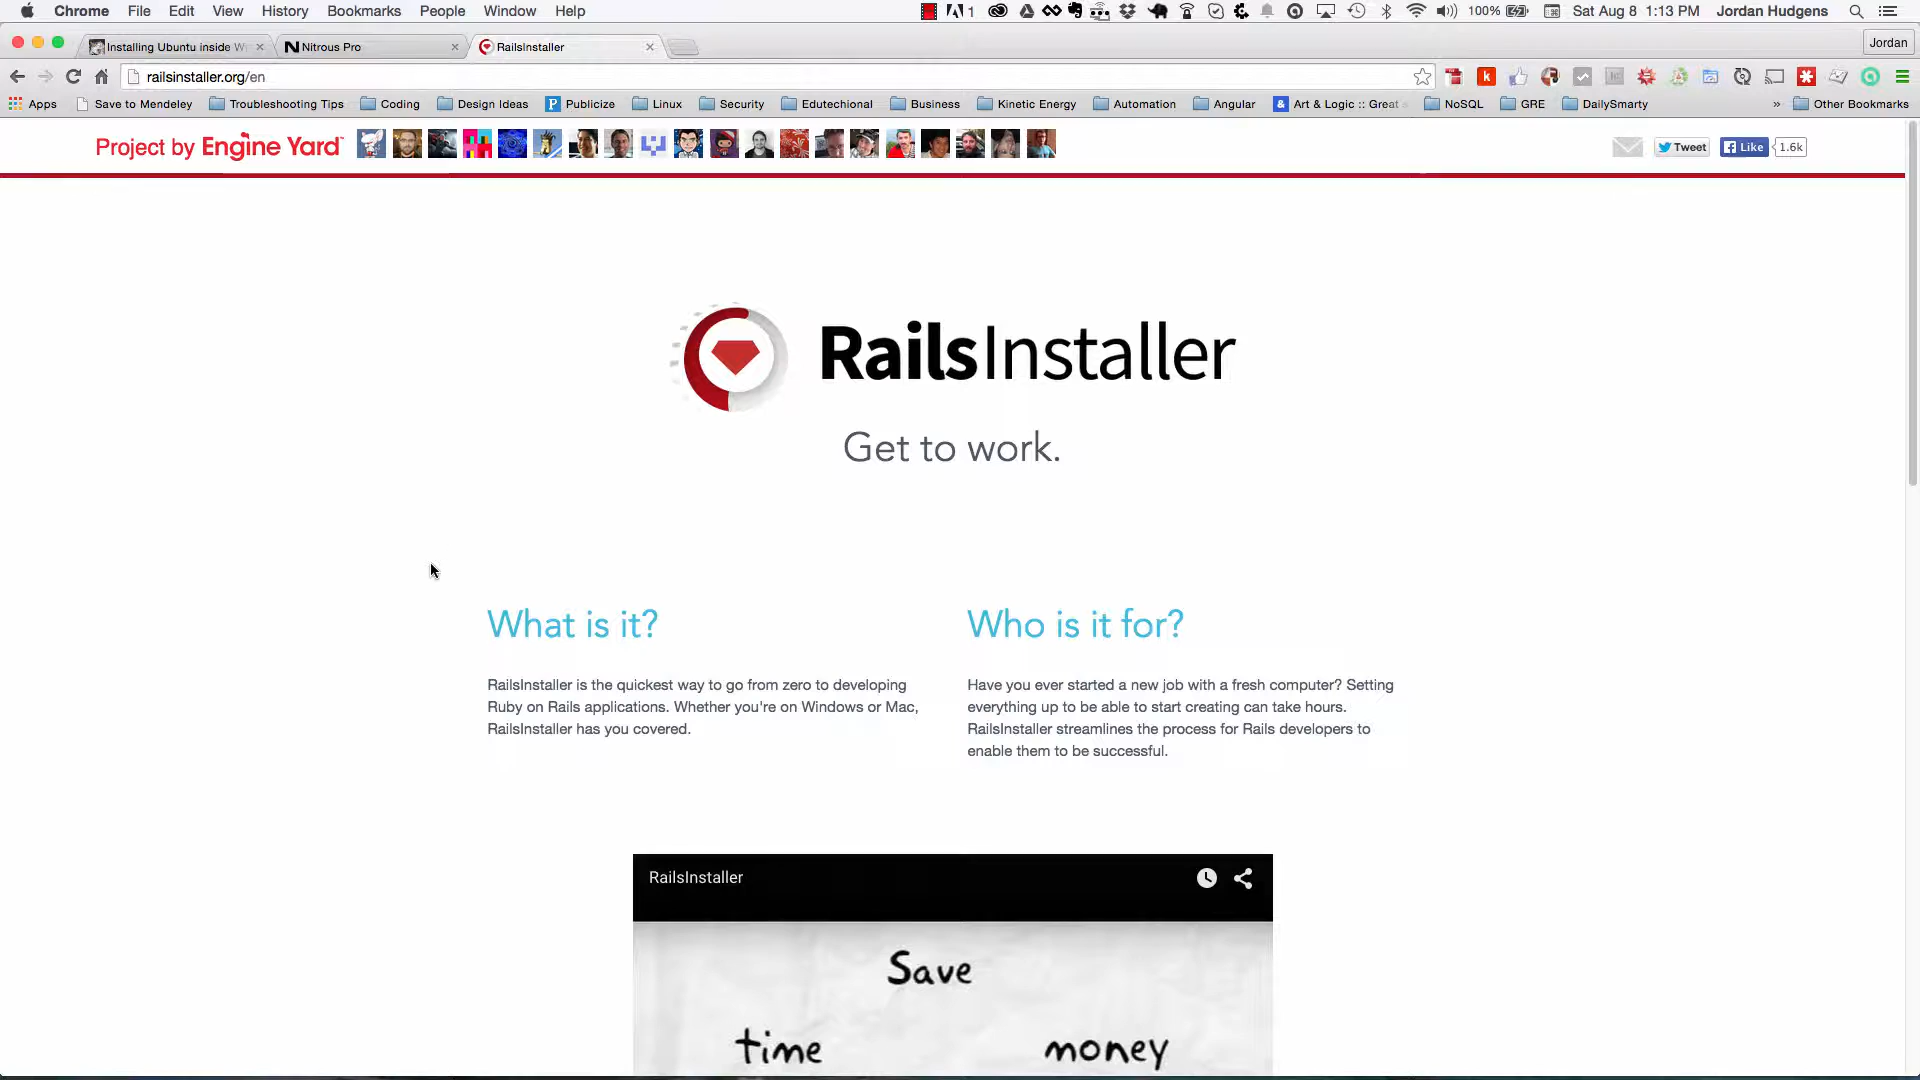 Chrome File Edit View History Bookmarks People Window Help 1 100% Sat Aug 8 1:13 PM Jordan Hudgens
Installing Ubuntu inside W Nitrous Pro RailsInstaller Jordan
railsinstaller.org/en
Apps Save to Mendeley Troubleshooting Tips Coding Design Ideas Publicize Linux Security Edutechional Business Kinetic Energy Automation Angular Art & Logic :: Great NoSQL GRE DailySmarty » Other Bookmarks
Project by Engine Yard Tweet Like 1.6k
RailsInstaller
Get to work.
What is it?
RailsInstaller is the quickest way to go from zero to developing
Ruby on Rails applications. Whether you're on Windows or Mac,
RailsInstaller has you covered.
Who is it for?
Have you ever started a new job with a fresh computer? Setting
everything up to be able to start creating can take hours.
RailsInstaller streamlines the process for Rails developers to
enable them to be successful.
RailsInstaller
Save
time money